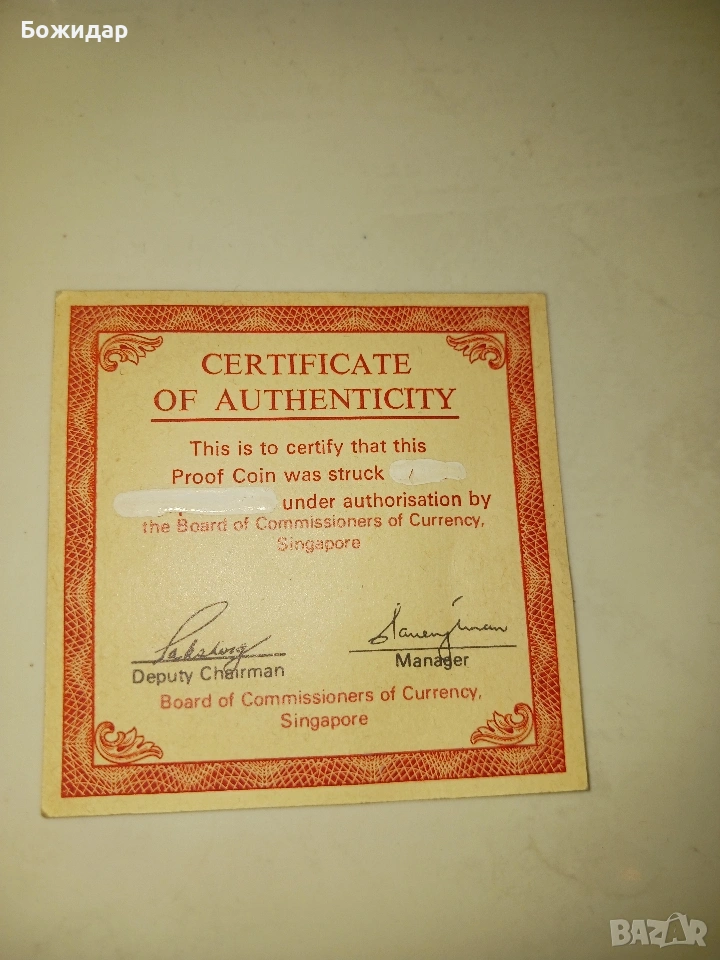 Божидар
CERTIFICATE
OF AUTHENTICITY
This is to certify that this
Proof Coin was struck
under authorisation by
the Board of Commissioners of Currency,
Singapore
Deputy Chairman
Manager
Board of Commissioners of Currency,
Singapore
BAZAR